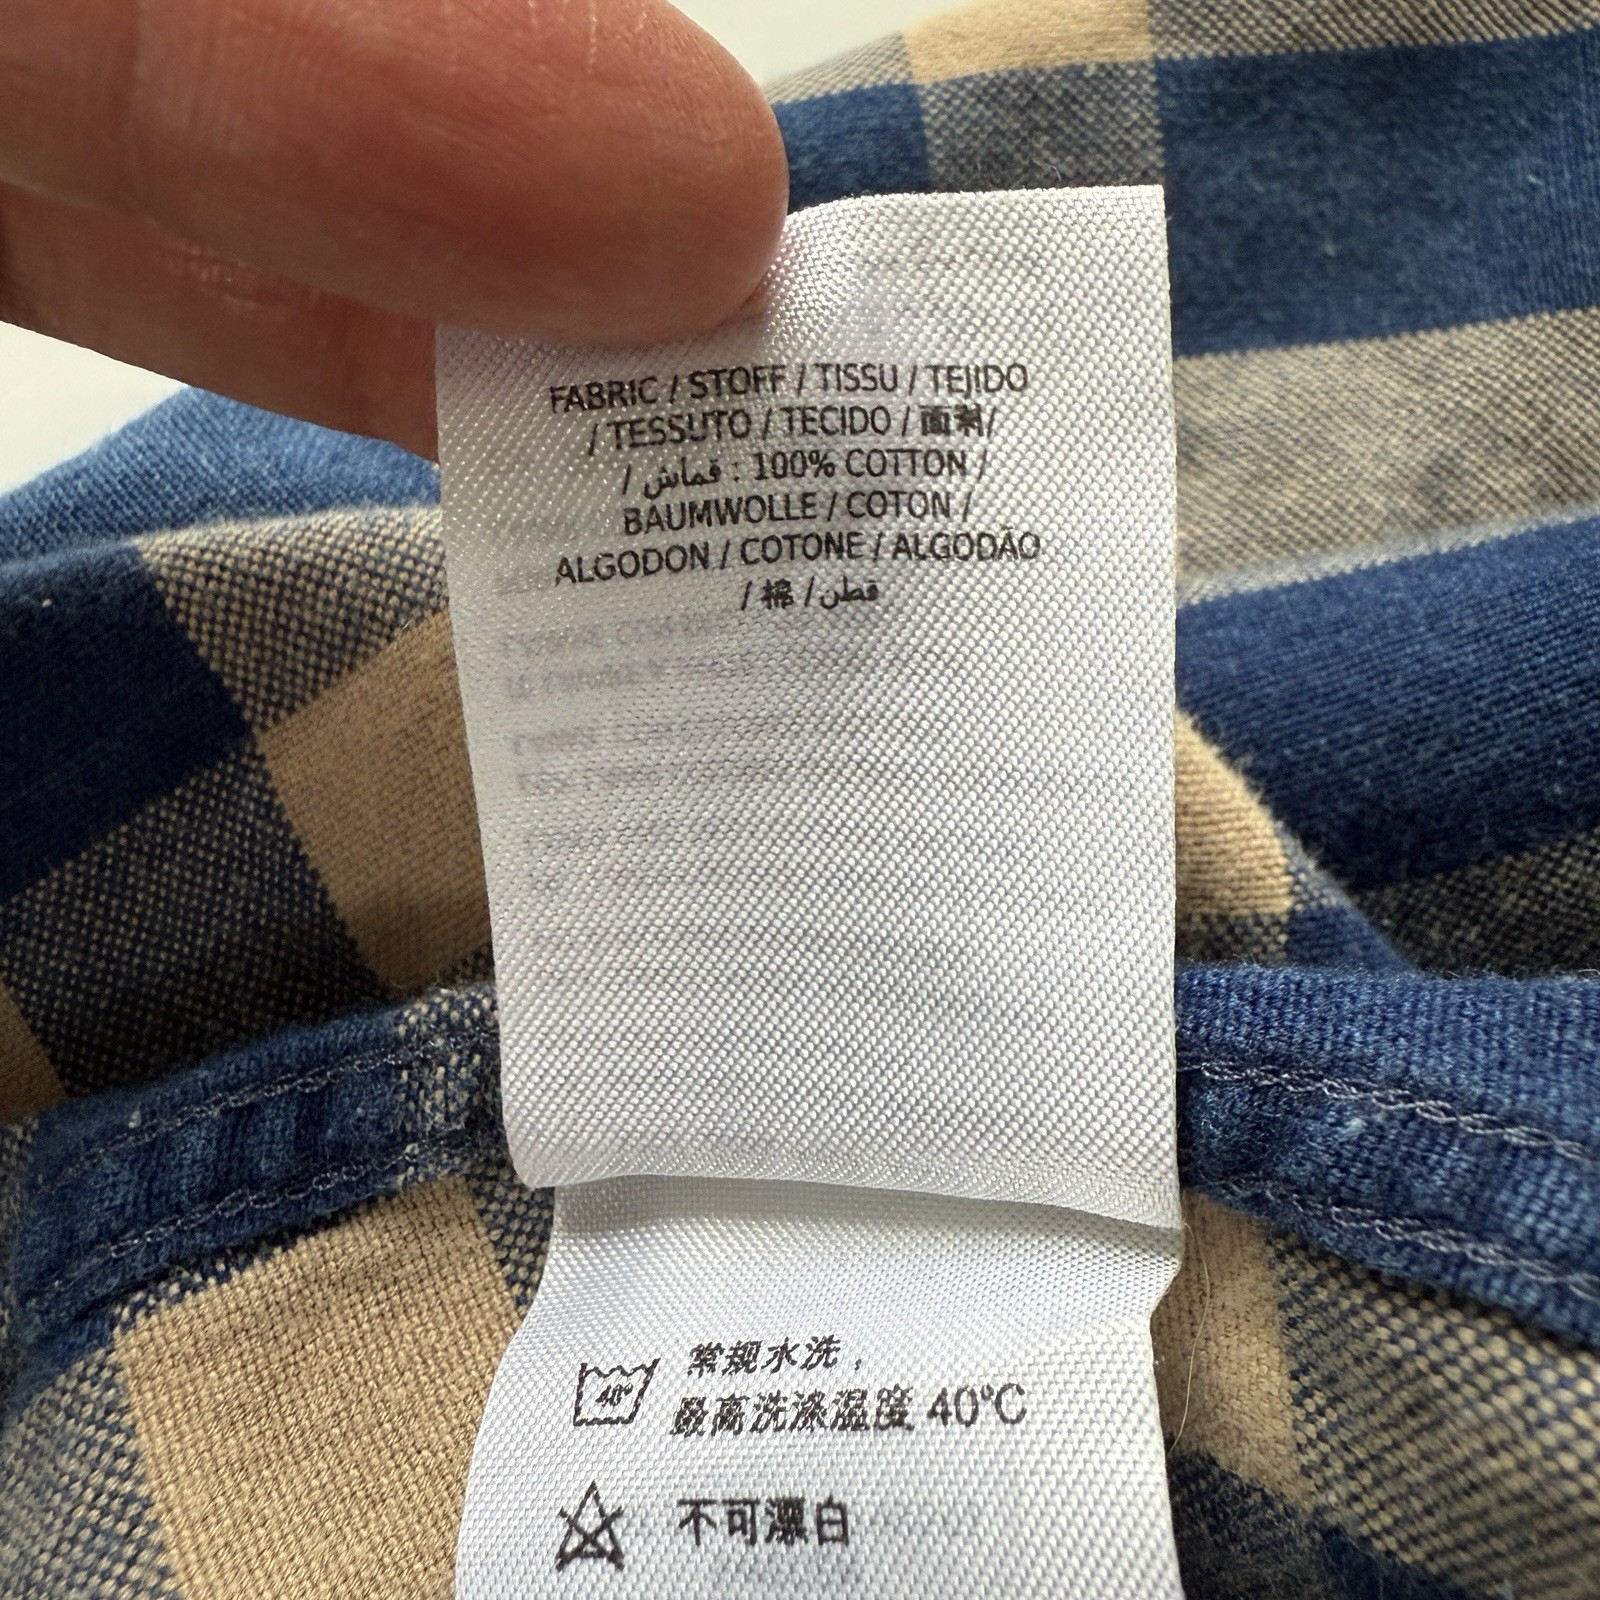 FABRIC / STOFF / TISSU / TEJIDO
/ TESSUTO / TECIDO / 面料/
/ قماش : 100% COTTON /
BAUMWOLLE / COTON /
ALGODON / COTONE / ALGODÃO
/ 棉 / قطن
40° 常规水洗，
最高洗涤温度 40℃
不可漂白